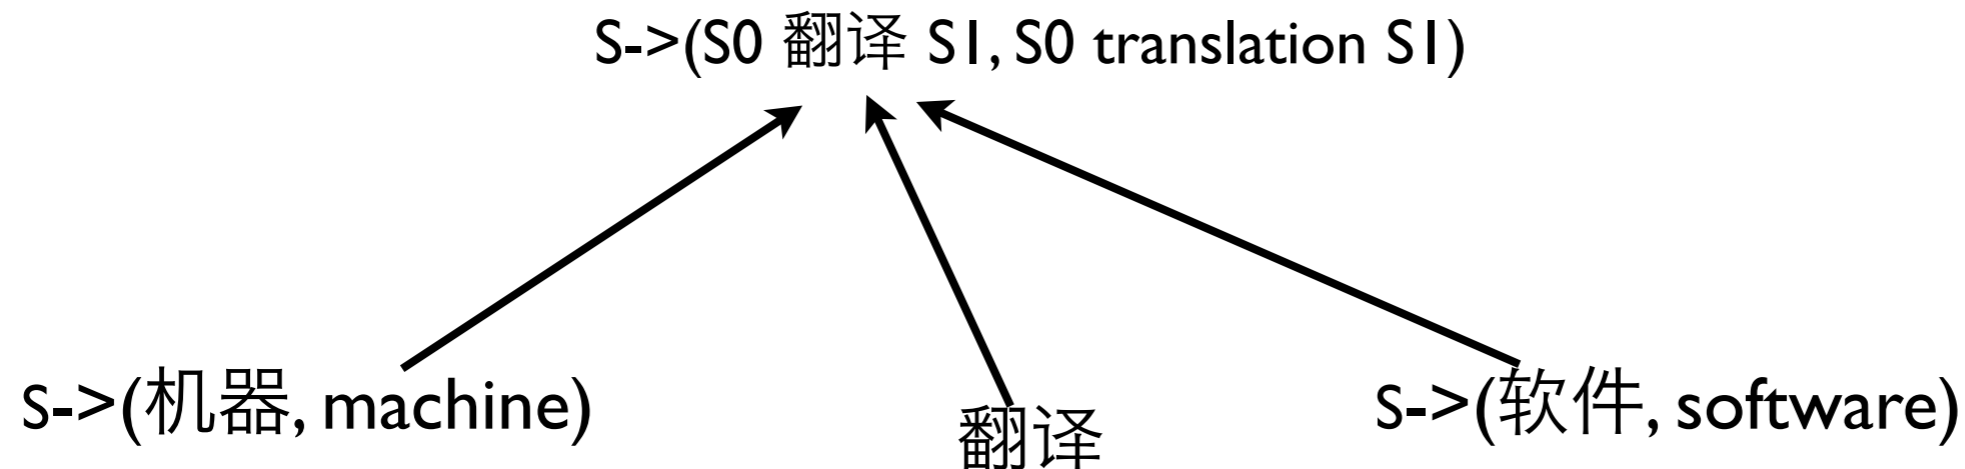 S->(S0 翻译 S1, S0 translation S1)
S->(机器, machine)
翻译
S->(软件, software)